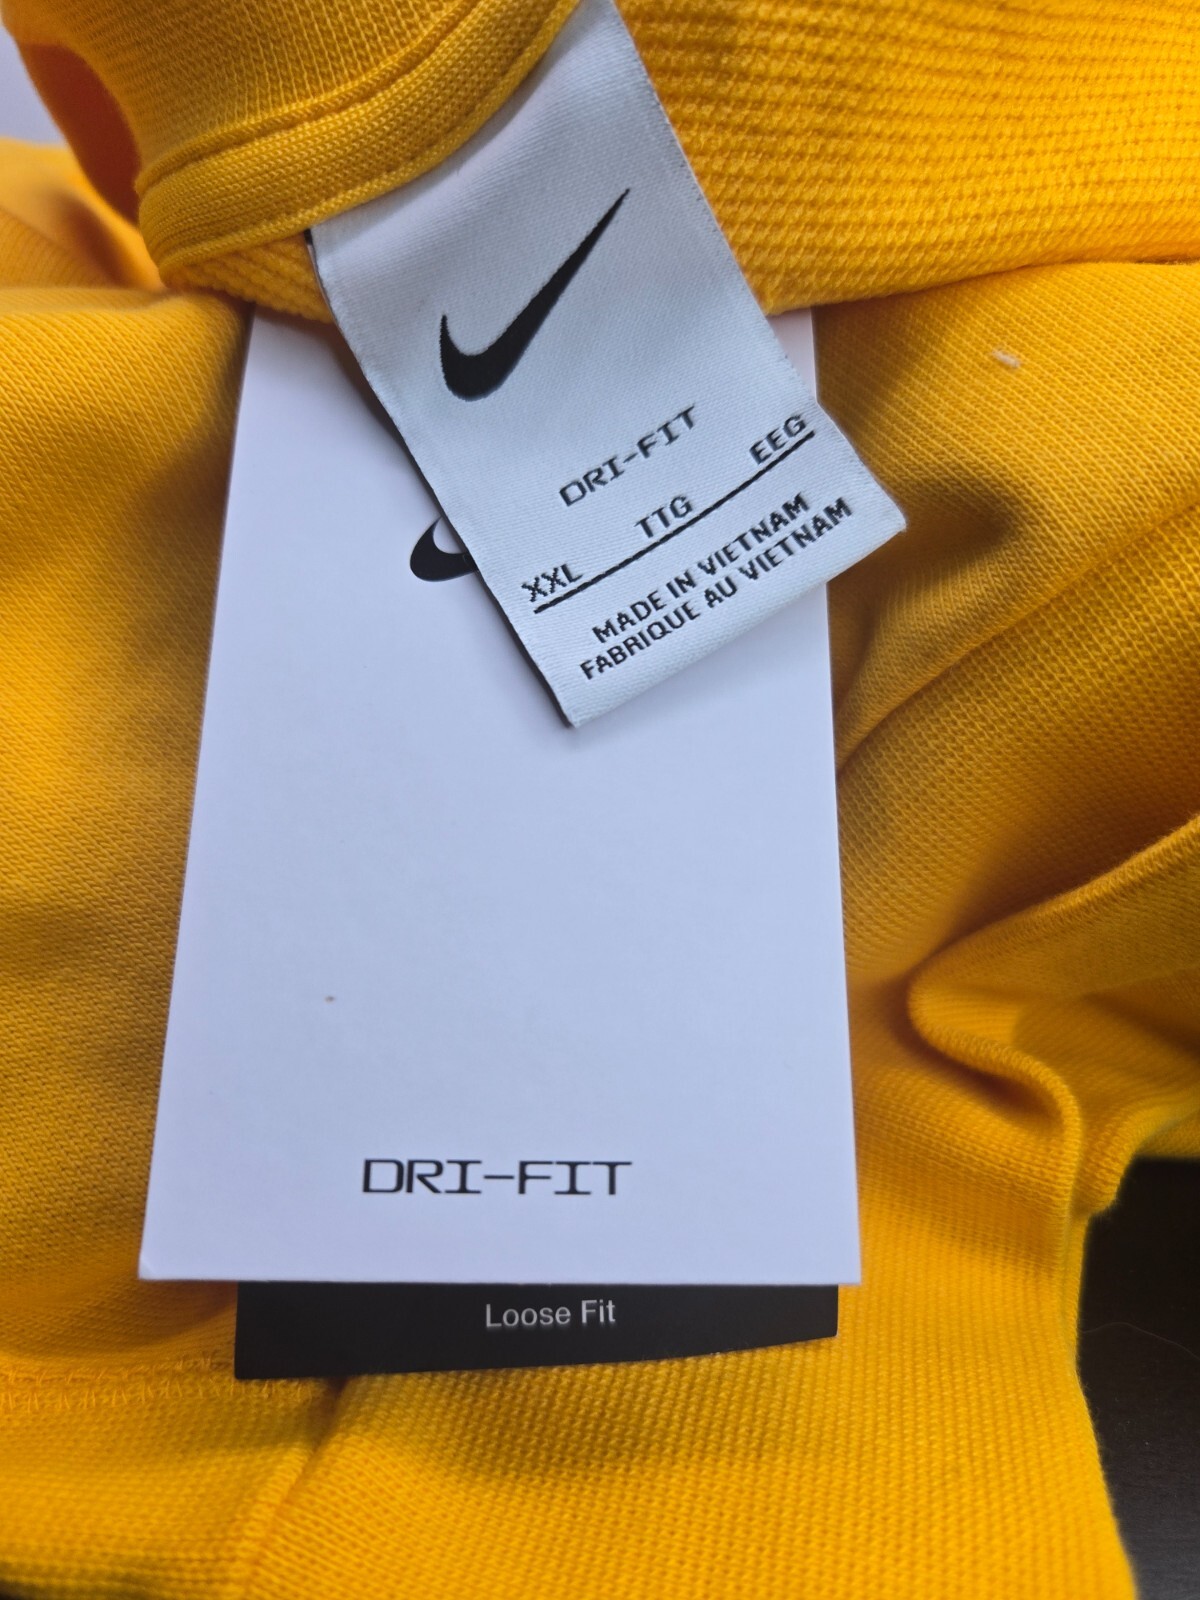 DRI-FIT
XXL TTG EEG
MADE IN VIETNAM
FABRIQUE AU VIETNAM
DRI-FIT
Loose Fit